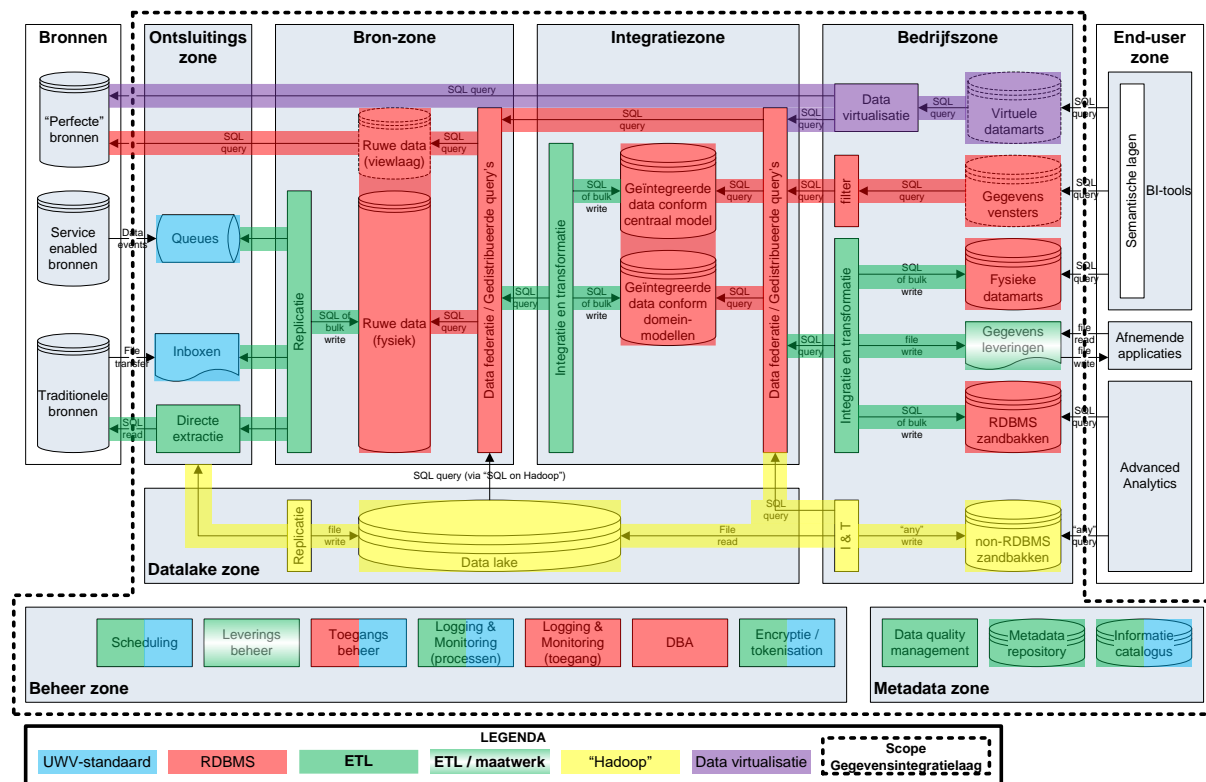 Bronnen
Ontsluitings
zone
Bron-zone
Integratiezone
Bedrijfszone
End-user
zone
"Perfecte"
bronnen
Service
enabled
bronnen
Traditionele
bronnen
Data
events
File
transfer
SQL
read
Queues
Inboxen
Directe
extractie
SQL query
SQL
query
Replicatie
SQL of
bulk
write
Ruwe data
(viewlaag)
Ruwe data
(fysiek)
SQL
query
SQL
query
Data federatie / Gedistribueerde query's
SQL
query
SQL
query
Integratie en transformatie
SQL
of bulk
write
SQL
of bulk
write
Geïntegreerde
data conform
centraal model
Geïntegreerde
data conform
domein-
modellen
SQL
query
SQL
query
Data federatie / Gedistribueerde query's
SQL
query
SQL
query
SQL
query
Data
virtualisatie
SQL
query
Virtuele
datamarts
filter
SQL
query
Gegevens
vensters
Integratie en transformatie
SQL
of bulk
write
Fysieke
datamarts
file
write
Gegevens
leveringen
SQL
of bulk
write
RDBMS
zandbakken
SQL
query
SQL
query
SQL
query
file
read
file
write
SQL
query
"any"
query
Semantische lagen
BI-tools
Afnemende
applicaties
Advanced
Analytics
SQL query (via "SQL on Hadoop")
Replicatie
file
write
Data lake
File
read
SQL
query
I & T
"any"
write
non-RDBMS
zandbakken
Datalake zone
Scheduling
Leverings
beheer
Toegangs
beheer
Logging &
Monitoring
(processen)
Logging &
Monitoring
(toegang)
DBA
Encryptie /
tokenisation
Beheer zone
Data quality
management
Metadata
repository
Informatie
catalogus
Metadata zone
LEGENDA
UWV-standaard
RDBMS
ETL
ETL / maatwerk
"Hadoop"
Data virtualisatie
Scope
Gegevensintegratielaag